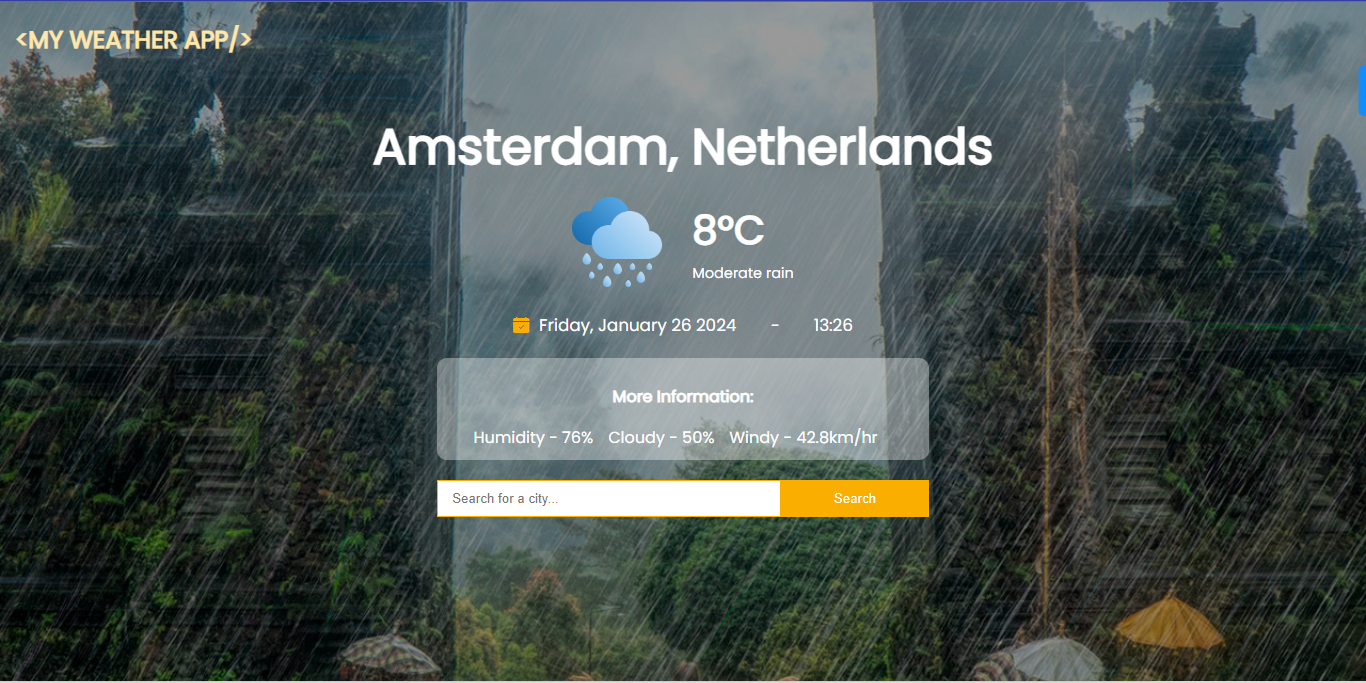 <MY WEATHER APP/>
Amsterdam, Netherlands
8°C
Moderate rain
Friday, January 26 2024 - 13:26
More Information:
Humidity - 76% Cloudy - 50% Windy - 42.8km/hr
Search for a city... Search